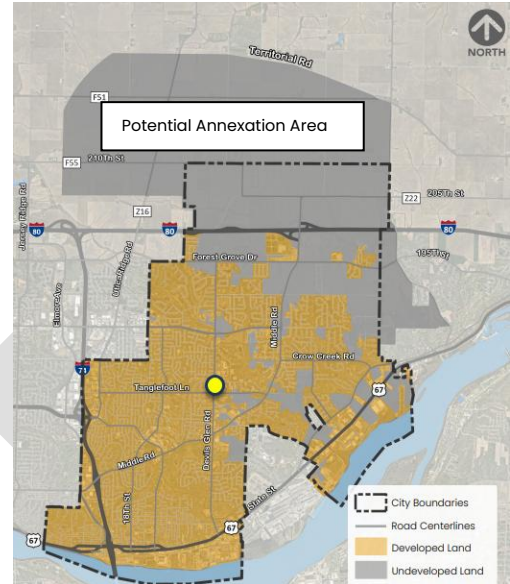 NORTH
Territorial Rd
F51
Potential Annexation Area
F55
210Th St
Z16
Z22
205Th St
80
80
80
Jersey Ridge Rd
Utica Ridge Rd
Elmore Ave
Forest Grove Dr
195Th St
Middle Rd
Crow Creek Rd
71
67
Tanglefoot Ln
Devils Glen Rd
Middle Rd
18Th St
State St
67
67
City Boundaries
Road Centerlines
Developed Land
Undeveloped Land